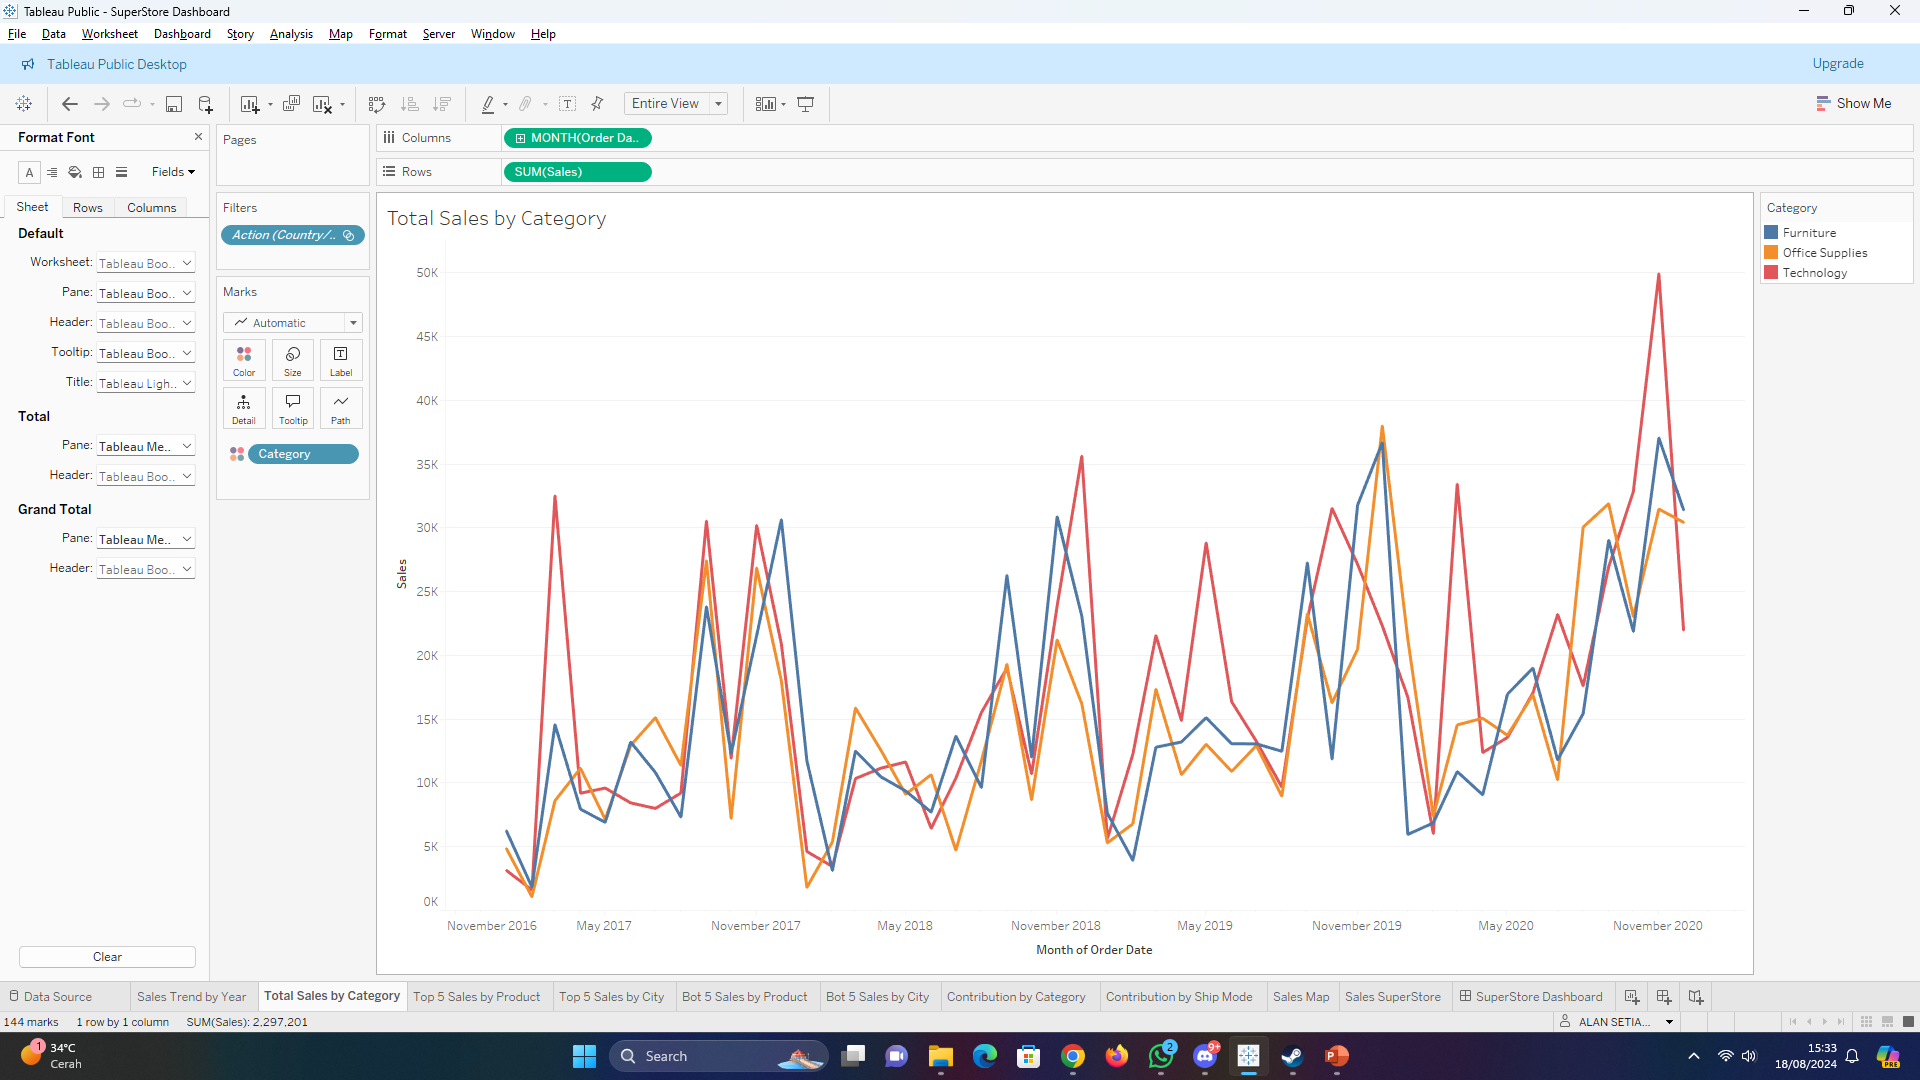 Tableau Public - SuperStore Dashboard
File Data Worksheet Dashboard Story Analysis Map Format Server Window Help
Tableau Public Desktop
Upgrade
Entire View
Show Me
Format Font
Fields
Sheet Rows Columns
Default
Worksheet: Tableau Boo..
Pane: Tableau Boo..
Header: Tableau Boo..
Tooltip: Tableau Boo..
Title: Tableau Ligh..
Total
Pane: Tableau Me..
Header: Tableau Boo..
Grand Total
Pane: Tableau Me..
Header: Tableau Boo..
Clear
Pages
Filters
Action (Country/..
Marks
Automatic
Color Size Label
Detail Tooltip Path
Category
Columns MONTH(Order Da..
Rows SUM(Sales)
Total Sales by Category
Sales
50K
45K
40K
35K
30K
25K
20K
15K
10K
5K
0K
November 2016 May 2017 November 2017 May 2018 November 2018 May 2019 November 2019 May 2020 November 2020
Month of Order Date
Category
Furniture
Office Supplies
Technology
Data Source Sales Trend by Year Total Sales by Category Top 5 Sales by Product Top 5 Sales by City Bot 5 Sales by Product Bot 5 Sales by City Contribution by Category Contribution by Ship Mode Sales Map Sales SuperStore SuperStore Dashboard
144 marks 1 row by 1 column SUM(Sales): 2,297,201
ALAN SETIA...
1
34°C
Cerah
Search
2
9+
15:33
18/08/2024
PRE